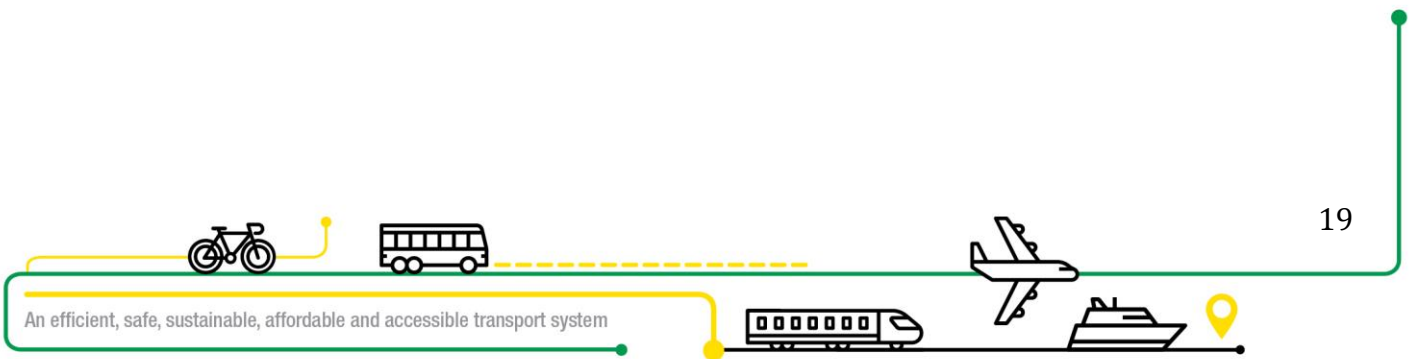 19
An efficient, safe, sustainable, affordable and accessible transport system